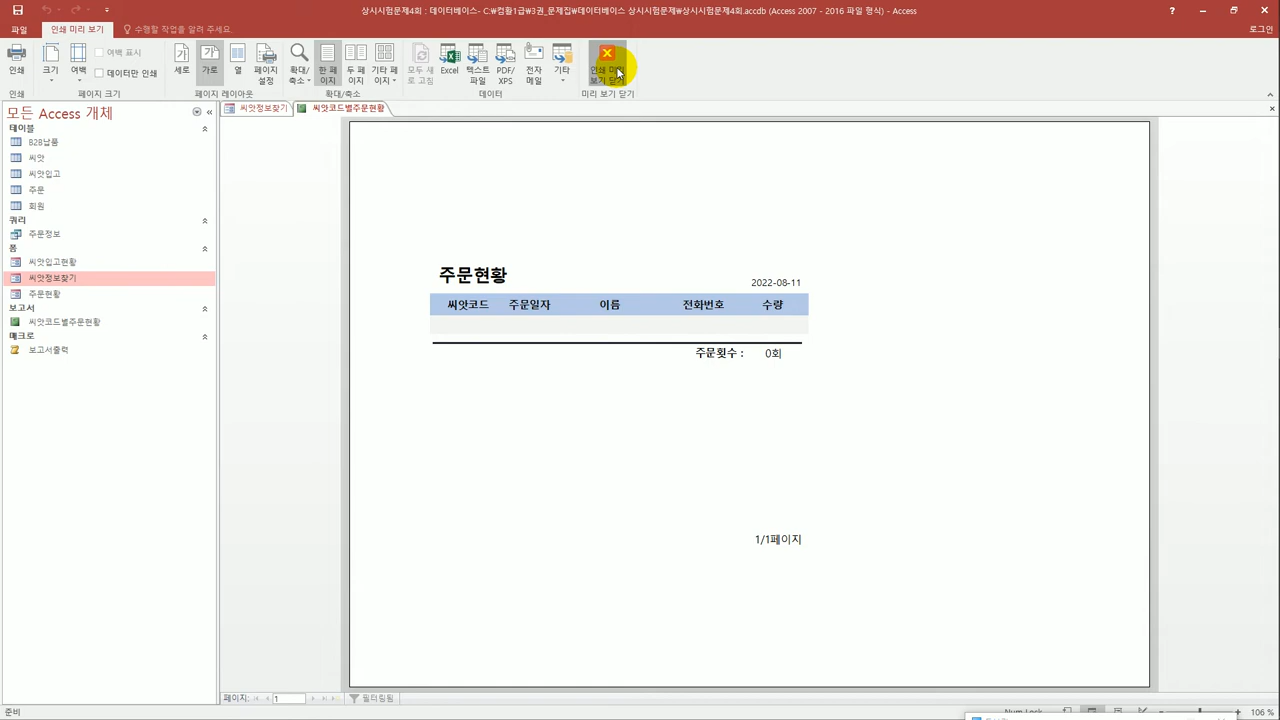 상시시험문제4회 : 데이터베이스- C:₩컴활1급₩3권_문제집₩데이터베이스 상시시험문제₩상시시험문제4회.accdb (Access 2007 - 2016 파일 형식) - Access
?
파일
인쇄 미리 보기
수행할 작업을 알려 주세요.
로그인
인쇄
크기
여백
여백 표시
데이터만 인쇄
세로
가로
열
페이지 설정
확대/축소
한 페이지
두 페이지
기타 페이지
모두 새로 고침
Excel
텍스트 파일
PDF/XPS
전자 메일
기타
인쇄 미리 보기 닫기
인쇄
페이지 크기
페이지 레이아웃
확대/축소
데이터
미리 보기 닫기
모든 Access 개체
씨앗정보찾기
씨앗코드별주문현황
테이블
B2B납품
씨앗
씨앗입고
주문
회원
쿼리
주문정보
폼
씨앗입고현황
씨앗정보찾기
주문현황
보고서
씨앗코드별주문현황
매크로
보고서출력
주문현황
2022-08-11
씨앗코드 주문일자 이름 전화번호 수량
주문횟수 : 0회
1/1페이지
페이지: 1
필터링됨
준비
Num Lock
106 %